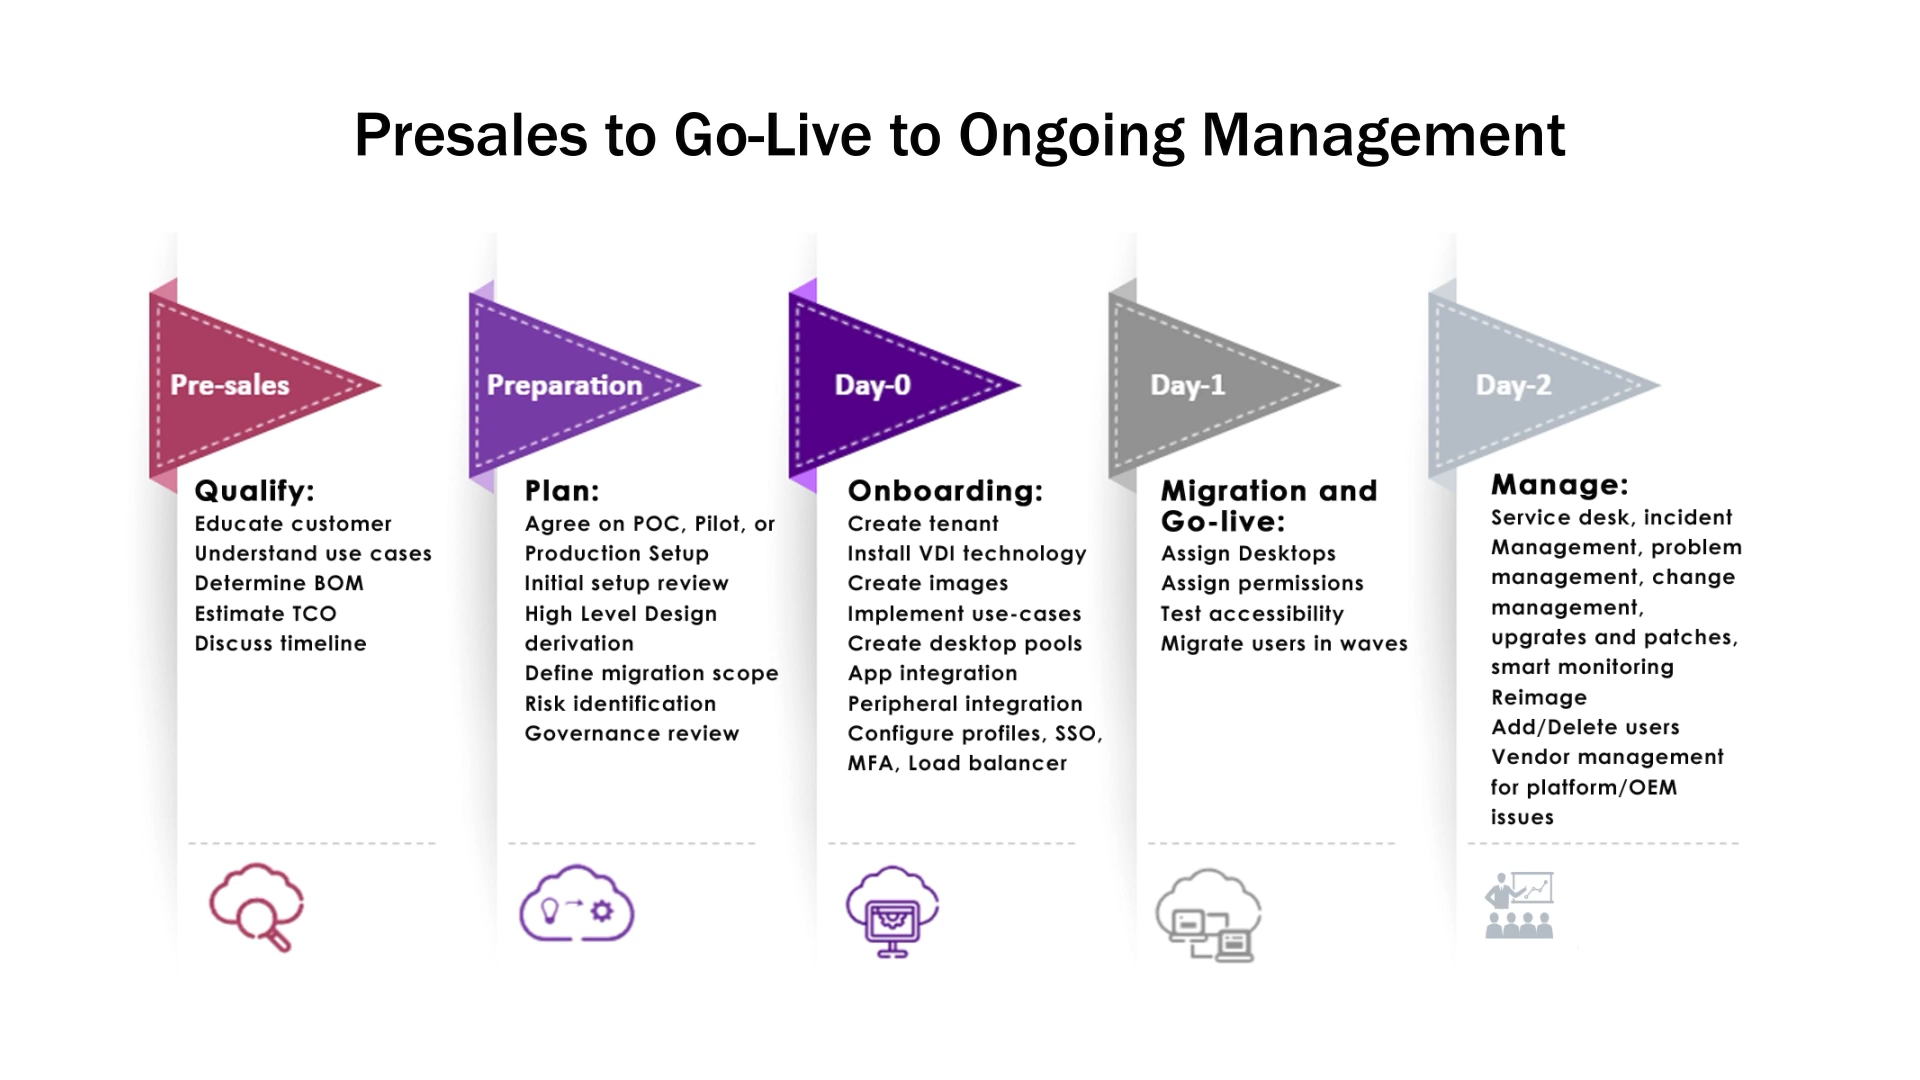 Presales to Go-Live to Ongoing Management
Pre-sales
Qualify:
Educate customer
Understand use cases
Determine BOM
Estimate TCO
Discuss timeline
Preparation
Plan:
Agree on POC, Pilot, or
Production Setup
Initial setup review
High Level Design
derivation
Define migration scope
Risk identification
Governance review
Day-0
Onboarding:
Create tenant
Install VDI technology
Create images
Implement use-cases
Create desktop pools
App integration
Peripheral integration
Configure profiles, SSO,
MFA, Load balancer
Day-1
Migration and
Go-live:
Assign Desktops
Assign permissions
Test accessibility
Migrate users in waves
Day-2
Manage:
Service desk, incident
Management, problem
management, change
management,
upgrates and patches,
smart monitoring
Reimage
Add/Delete users
Vendor management
for platform/OEM
issues